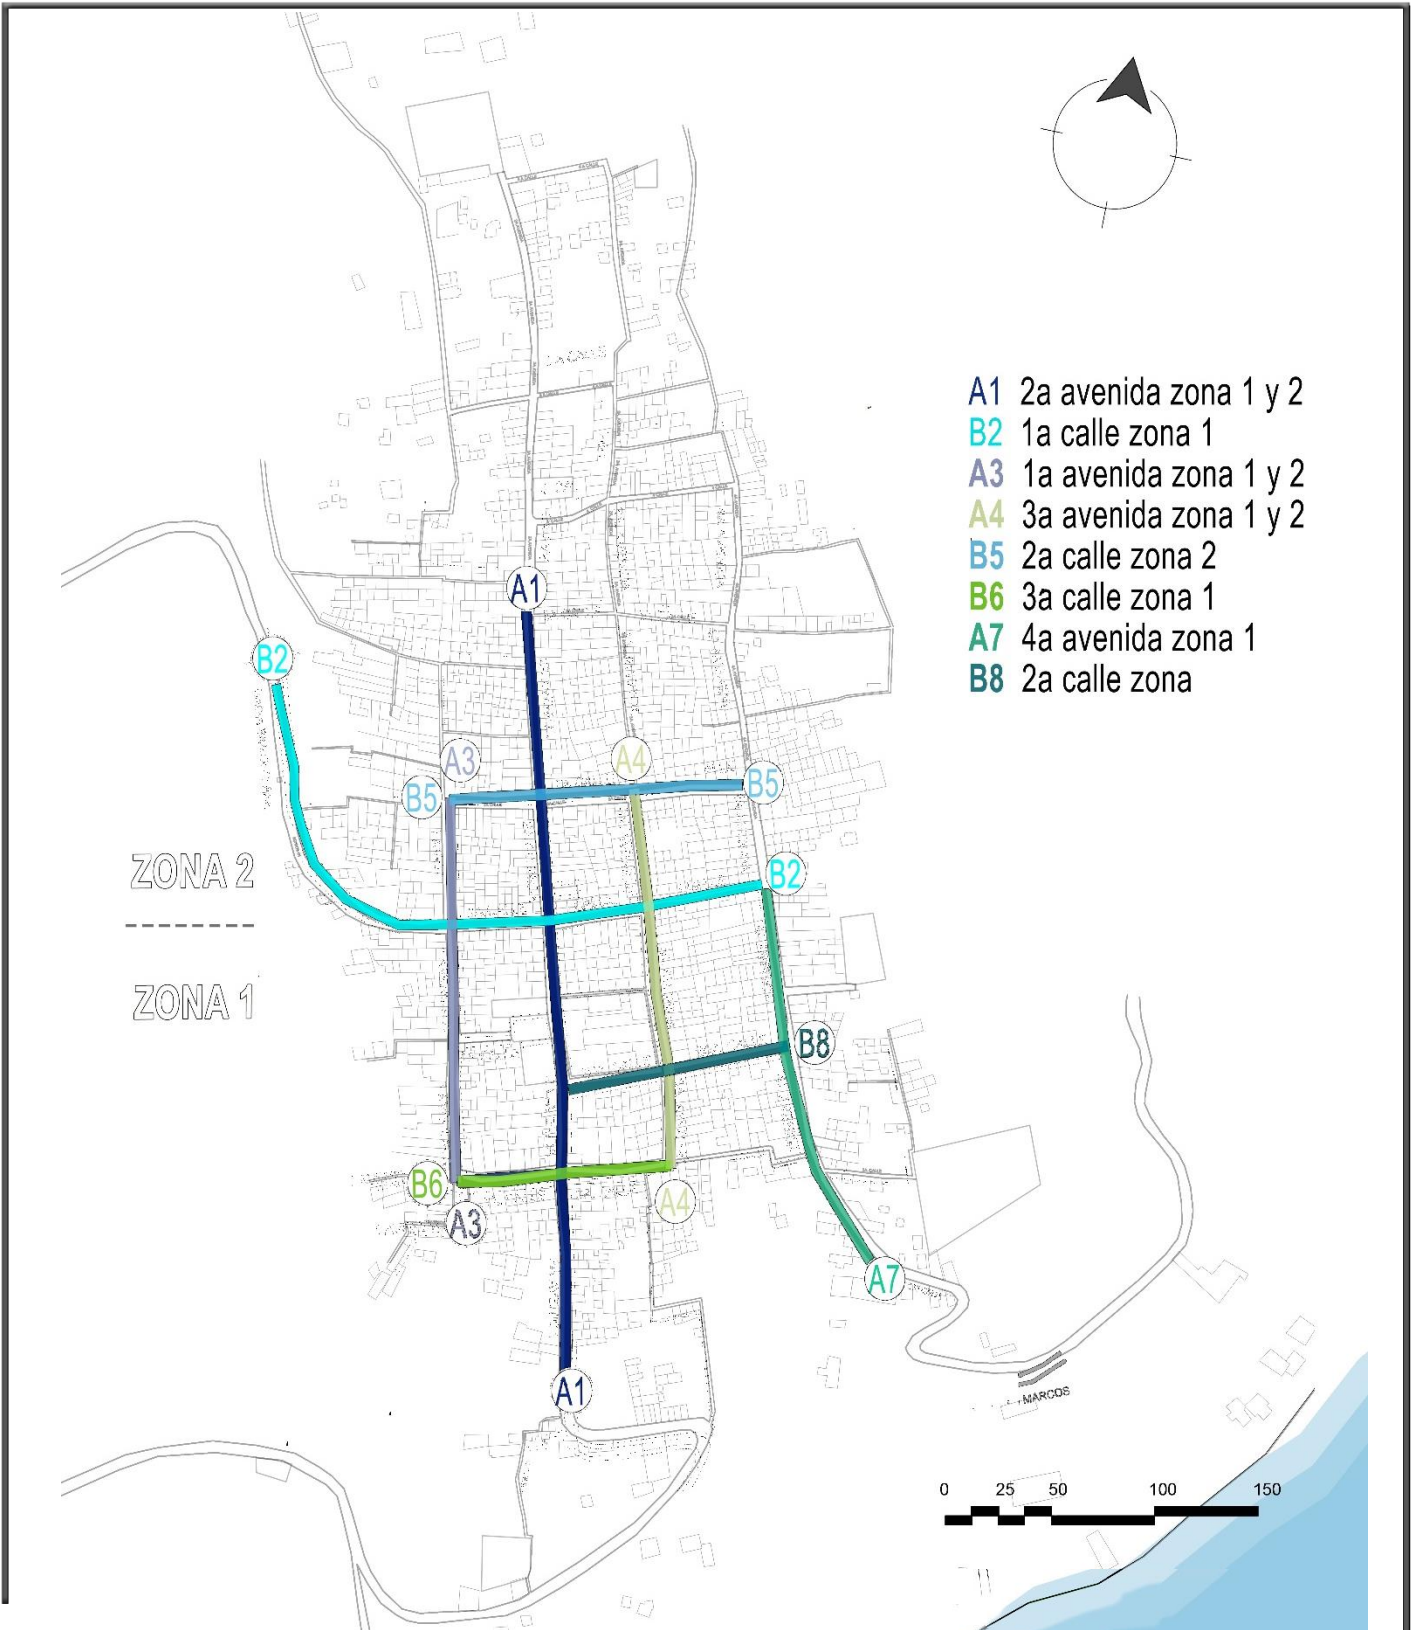 A1 2a avenida zona 1 y 2
B2 1a calle zona 1
A3 1a avenida zona 1 y 2
A4 3a avenida zona 1 y 2
B5 2a calle zona 2
B6 3a calle zona 1
A7 4a avenida zona 1
B8 2a calle zona
A1
B2
A3
A4
B5
B5
ZONA 2
B2
ZONA 1
B8
B6
A4
A3
A7
A1
MARCOS
0 25 50 100 150